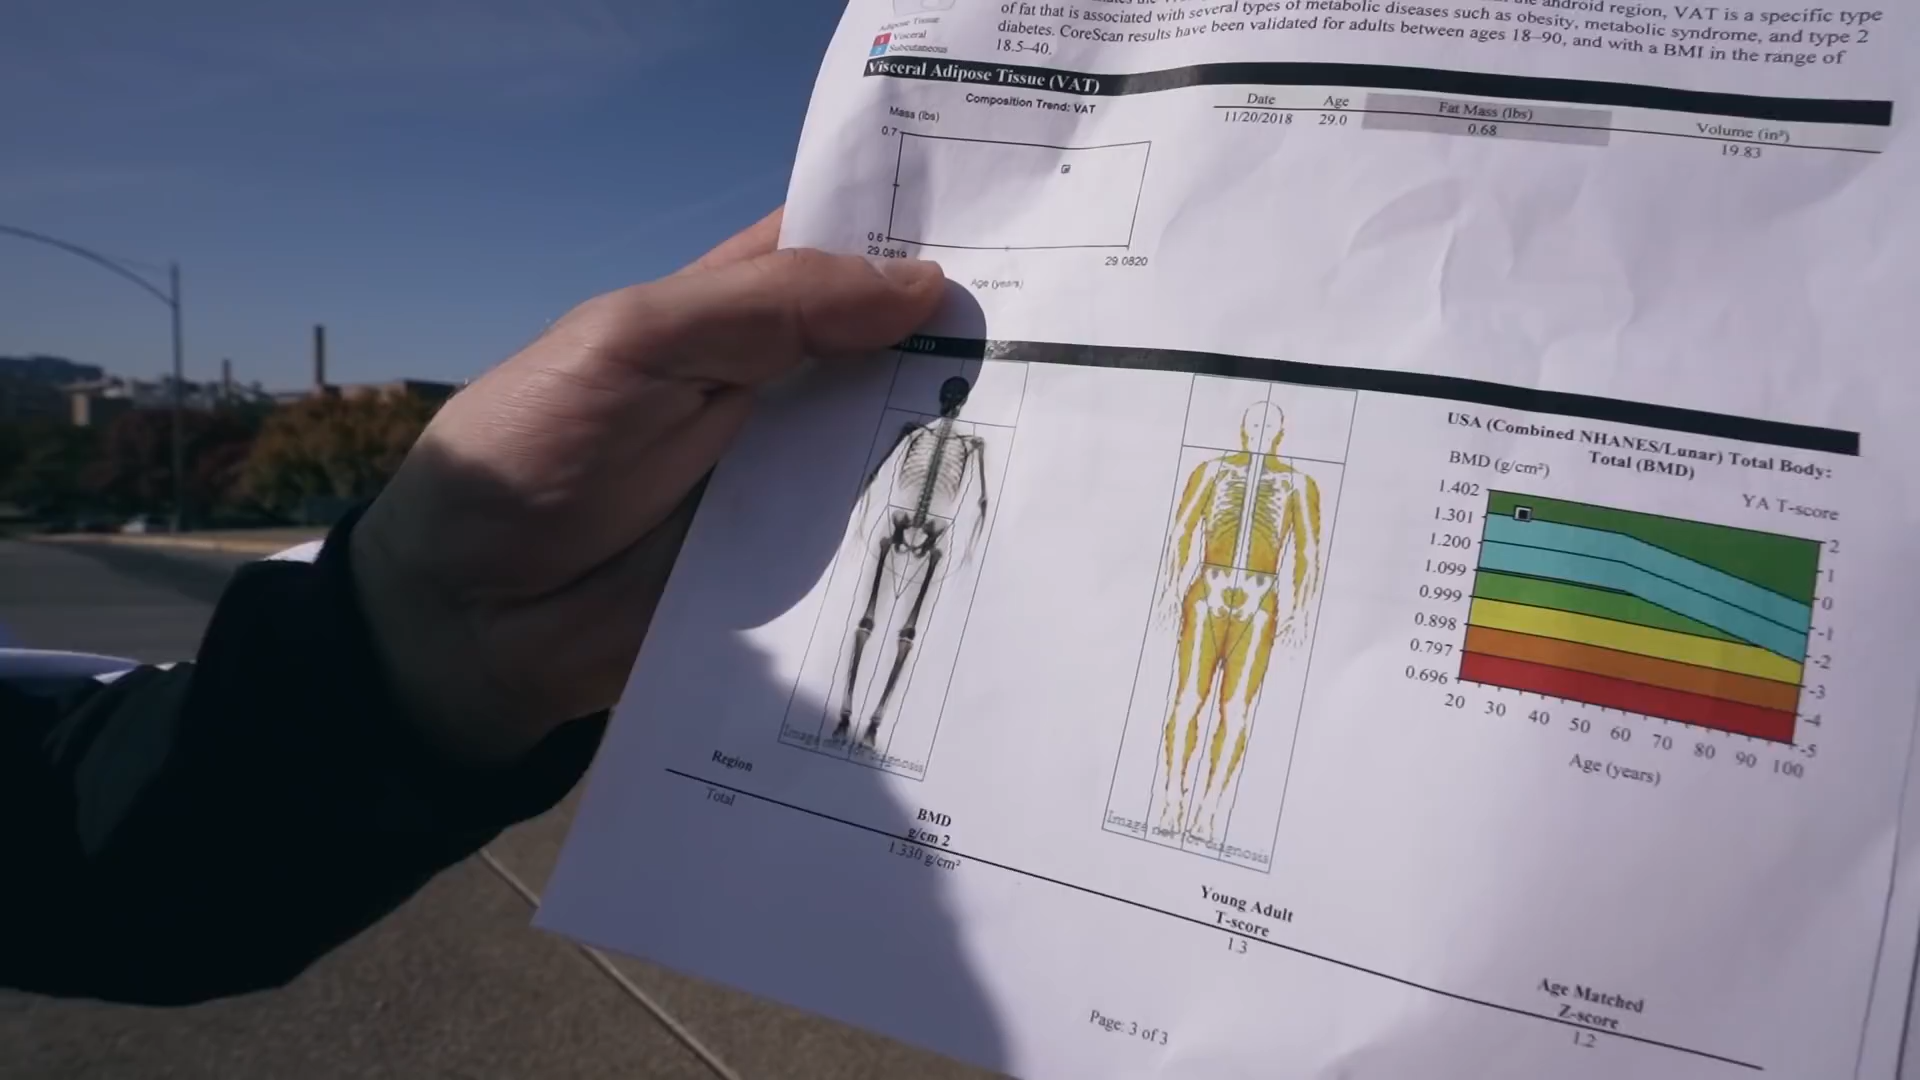 android region, VAT is a specific type
of fat that is associated with several types of metabolic diseases such as obesity, metabolic syndrome, and type 2
diabetes. CoreScan results have been validated for adults between ages 18–90, and with a BMI in the range of
18.5–40.
Adipose Tissue
Visceral
Subcutaneous
Visceral Adipose Tissue (VAT)
Composition Trend: VAT
Mass (lbs)
0.7
0.6
29.0819
29.0820
Age (years)
Date Age Fat Mass (lbs) Volume (in³)
11/20/2018 29.0 0.68 19.83
BMD
Image not for diagnosis
Image not for diagnosis
USA (Combined NHANES/Lunar) Total Body:
Total (BMD)
BMD (g/cm²)
YA T-score
1.402
1.301
1.200
1.099
0.999
0.898
0.797
0.696
2
1
0
-1
-2
-3
-4
-5
20 30 40 50 60 70 80 90 100
Age (years)
Region
Total
BMD
g/cm 2
1.330 g/cm²
Young Adult
T-score
1.3
Age Matched
Z-score
1.2
Page: 3 of 3